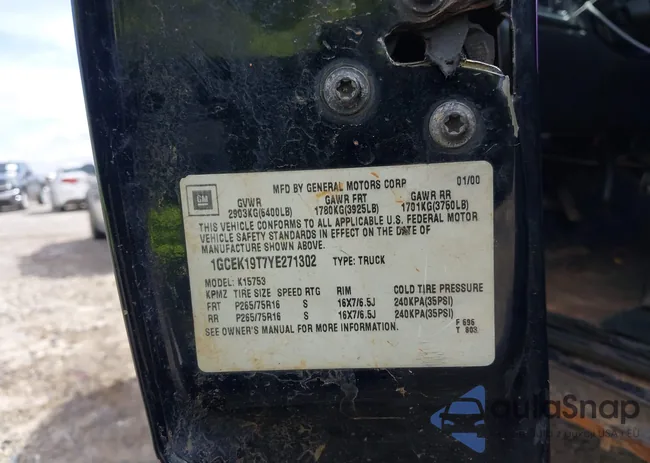 GM
MFD BY GENERAL MOTORS CORP 01/00
GVWR GAWR FRT GAWR RR
2903KG(6400LB) 1780KG(3925LB) 1701KG(3750LB)
THIS VEHICLE CONFORMS TO ALL APPLICABLE U.S. FEDERAL MOTOR
VEHICLE SAFETY STANDARDS IN EFFECT ON THE DATE OF
MANUFACTURE SHOWN ABOVE.
1GCEK19T7YE271302 TYPE: TRUCK
MODEL: K15753
KPMZ TIRE SIZE SPEED RTG RIM COLD TIRE PRESSURE
FRT P265/75R16 S 16X7/6.5J 240KPA(35PSI)
RR P265/75R16 S 16X7/6.5J 240KPA(35PSI)
SEE OWNER'S MANUAL FOR MORE INFORMATION.
F 696
T 803